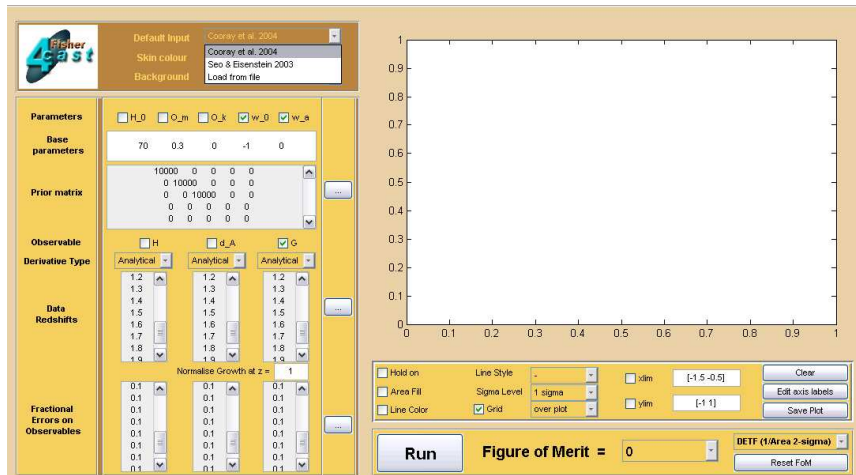 Fisher
4cast
Default Input Cooray et al. 2004
Cooray et al. 2004
Skin colour
Seo & Eisenstein 2003
Background
Load from file
Parameters H_0 O_m O_k w_0 w_a
Base parameters 70 0.3 0 -1 0
Prior matrix
10000 0 0 0 0
0 10000 0 0 0
0 0 10000 0 0
0 0 0 0 0
0 0 0 0 0
...
Observable H d_A G
Derivative Type Analytical Analytical Analytical
Data Redshifts
1.2 1.2 1.2
1.3 1.3 1.3
1.4 1.4 1.4
1.5 1.5 1.5
1.6 1.6 1.6
1.7 1.7 1.7
1.8 1.8 1.8
1.9 1.9 1.9
...
Normalise Growth at z = 1
Fractional Errors on Observables
0.1 0.1 0.1
0.1 0.1 0.1
0.1 0.1 0.1
0.1 0.1 0.1
0.1 0.1 0.1
0.1 0.1 0.1
0.1 0.1 0.1
0.1 0.1 0.1
...
1
0.9
0.8
0.7
0.6
0.5
0.4
0.3
0.2
0.1
0
0 0.1 0.2 0.3 0.4 0.5 0.6 0.7 0.8 0.9 1
Hold on Line Style - xlim [-1.5 -0.5] Clear
Area Fill Sigma Level 1 sigma Edit axis labels
Line Color Grid over plot ylim [-1 1] Save Plot
Run Figure of Merit = 0 DETF (1/Area 2-sigma)
Reset FoM